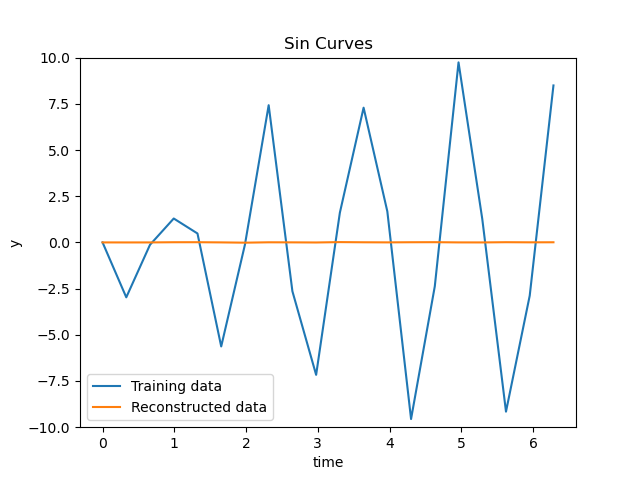 Sin Curves
10.0
7.5
5.0
2.5
0.0
−2.5
−5.0
−7.5
−10.0
y
Training data
Reconstructed data
0 1 2 3 4 5 6
time